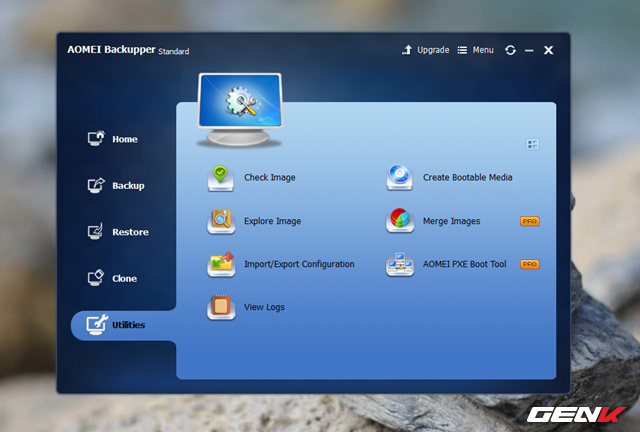 AOMEI Backupper Standard
Upgrade
Menu
Home
Backup
Restore
Clone
Utilities
Check Image
Create Bootable Media
Explore Image
Merge Images PRO
Import/Export Configuration
AOMEI PXE Boot Tool PRO
View Logs
GENK